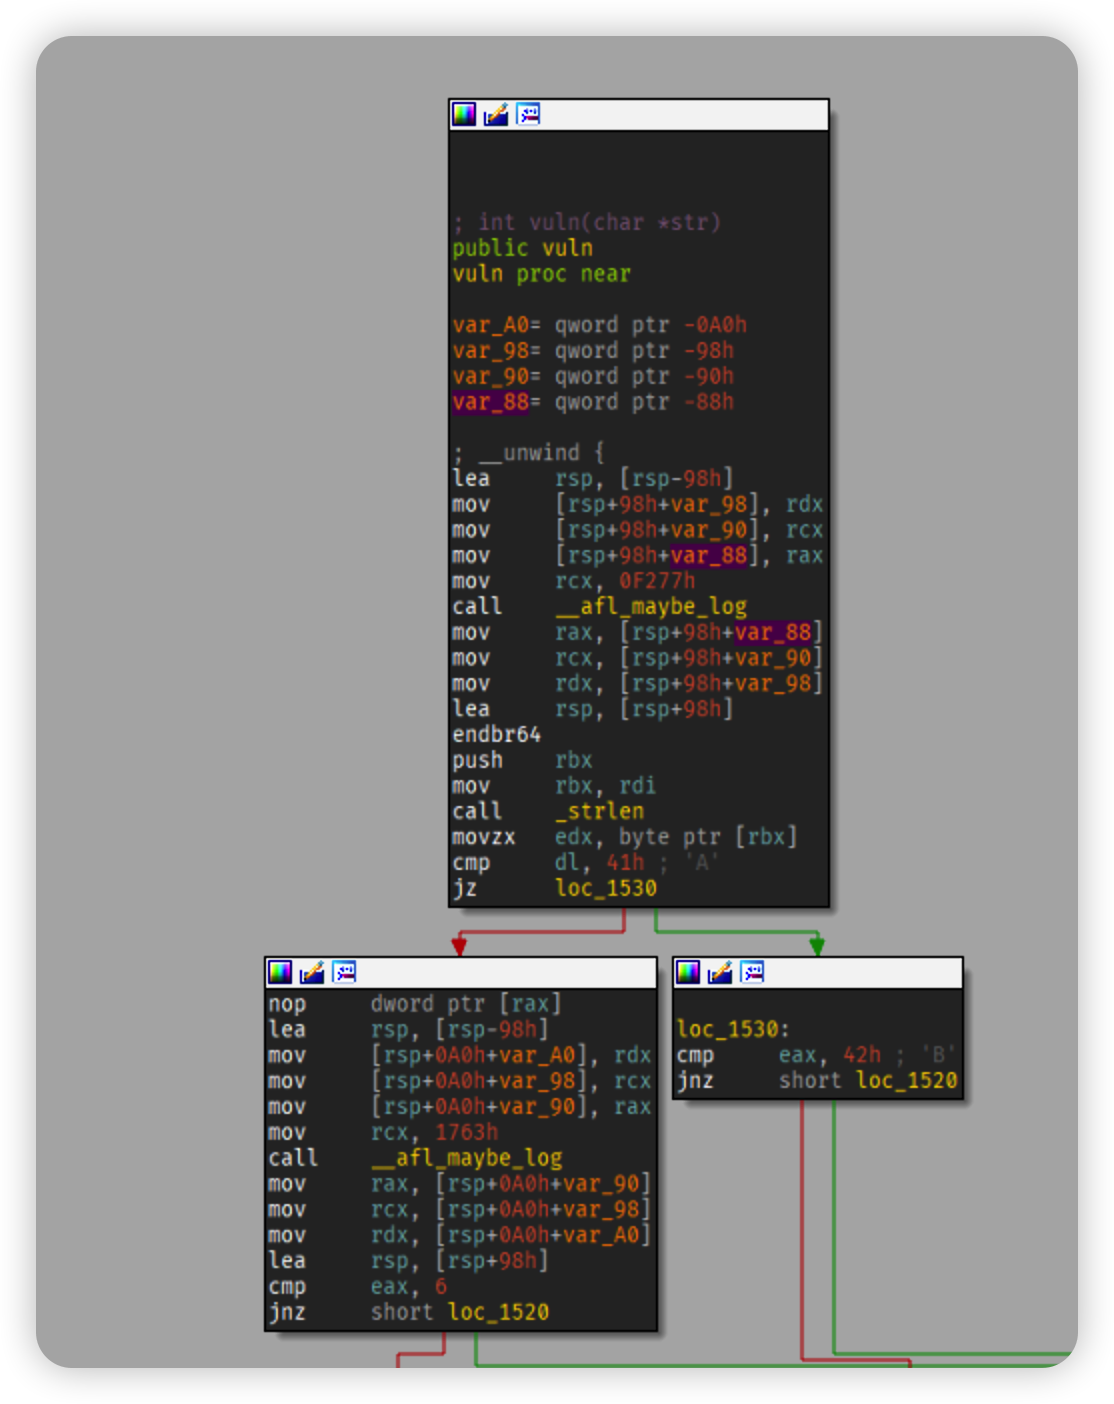 ; int vuln(char *str)
public vuln
vuln proc near
var_A0= qword ptr -0A0h
var_98= qword ptr -98h
var_90= qword ptr -90h
var_88= qword ptr -88h
; __unwind {
lea rsp, [rsp-98h]
mov [rsp+98h+var_98], rdx
mov [rsp+98h+var_90], rcx
mov [rsp+98h+var_88], rax
mov rcx, 0F277h
call __afl_maybe_log
mov rax, [rsp+98h+var_88]
mov rcx, [rsp+98h+var_90]
mov rdx, [rsp+98h+var_98]
lea rsp, [rsp+98h]
endbr64
push rbx
mov rbx, rdi
call _strlen
movzx edx, byte ptr [rbx]
cmp dl, 41h ; 'A'
jz loc_1530
nop dword ptr [rax]
lea rsp, [rsp-98h]
mov [rsp+0A0h+var_A0], rdx
mov [rsp+0A0h+var_98], rcx
mov [rsp+0A0h+var_90], rax
mov rcx, 1763h
call __afl_maybe_log
mov rax, [rsp+0A0h+var_90]
mov rcx, [rsp+0A0h+var_98]
mov rdx, [rsp+0A0h+var_A0]
lea rsp, [rsp+98h]
cmp eax, 6
jnz short loc_1520
loc_1530:
cmp eax, 42h ; 'B'
jnz short loc_1520